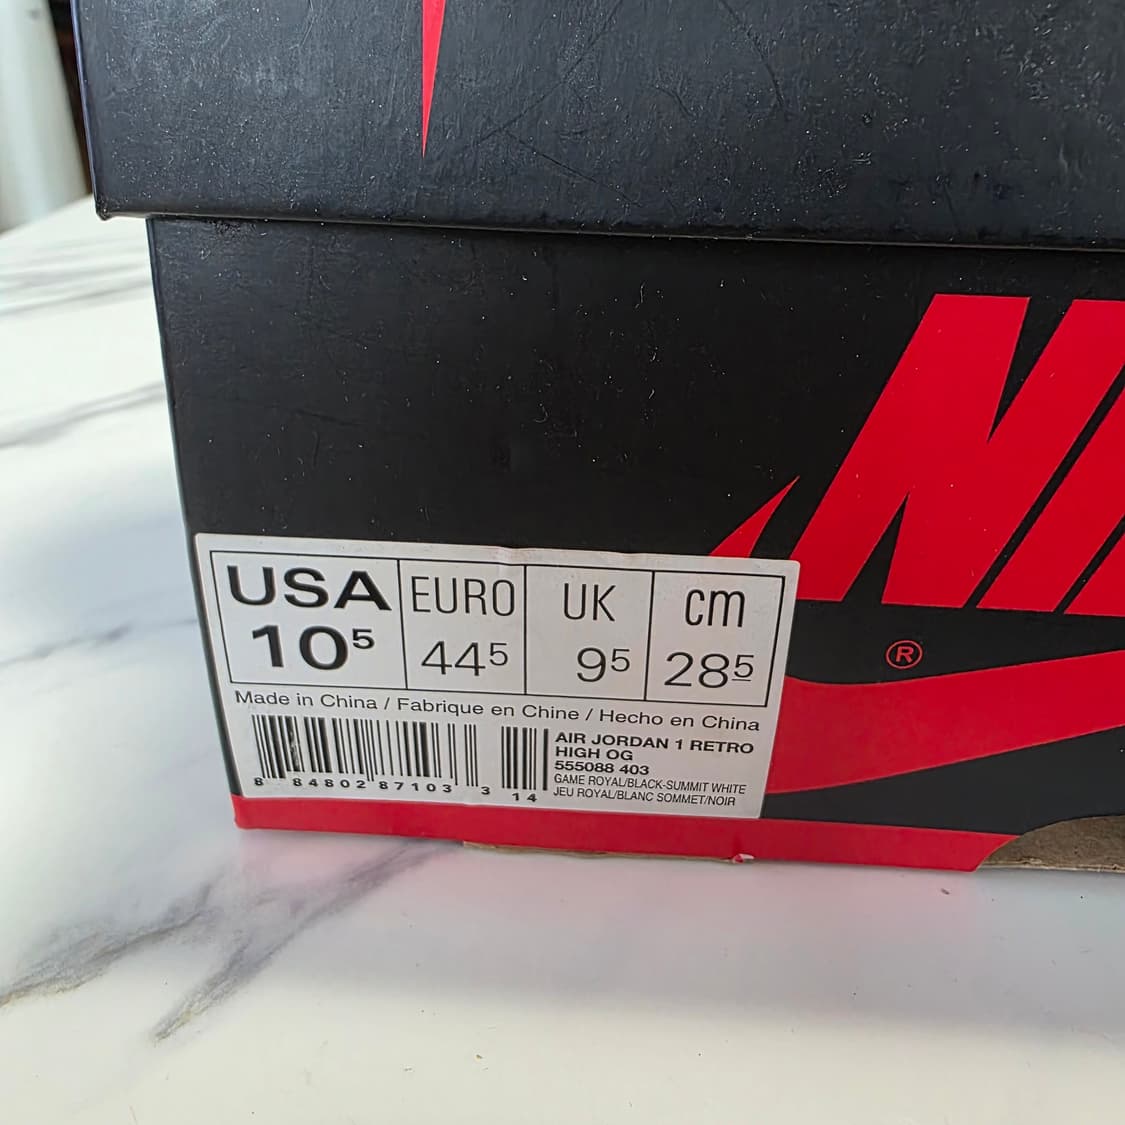 NI
®
USA EURO UK cm
10⁵ 44⁵ 9⁵ 28⁵
Made in China / Fabrique en Chine / Hecho en China
AIR JORDAN 1 RETRO
HIGH OG
555088 403
GAME ROYAL/BLACK-SUMMIT WHITE
JEU ROYAL/BLANC SOMMET/NOIR
8 84802 87103 3 14